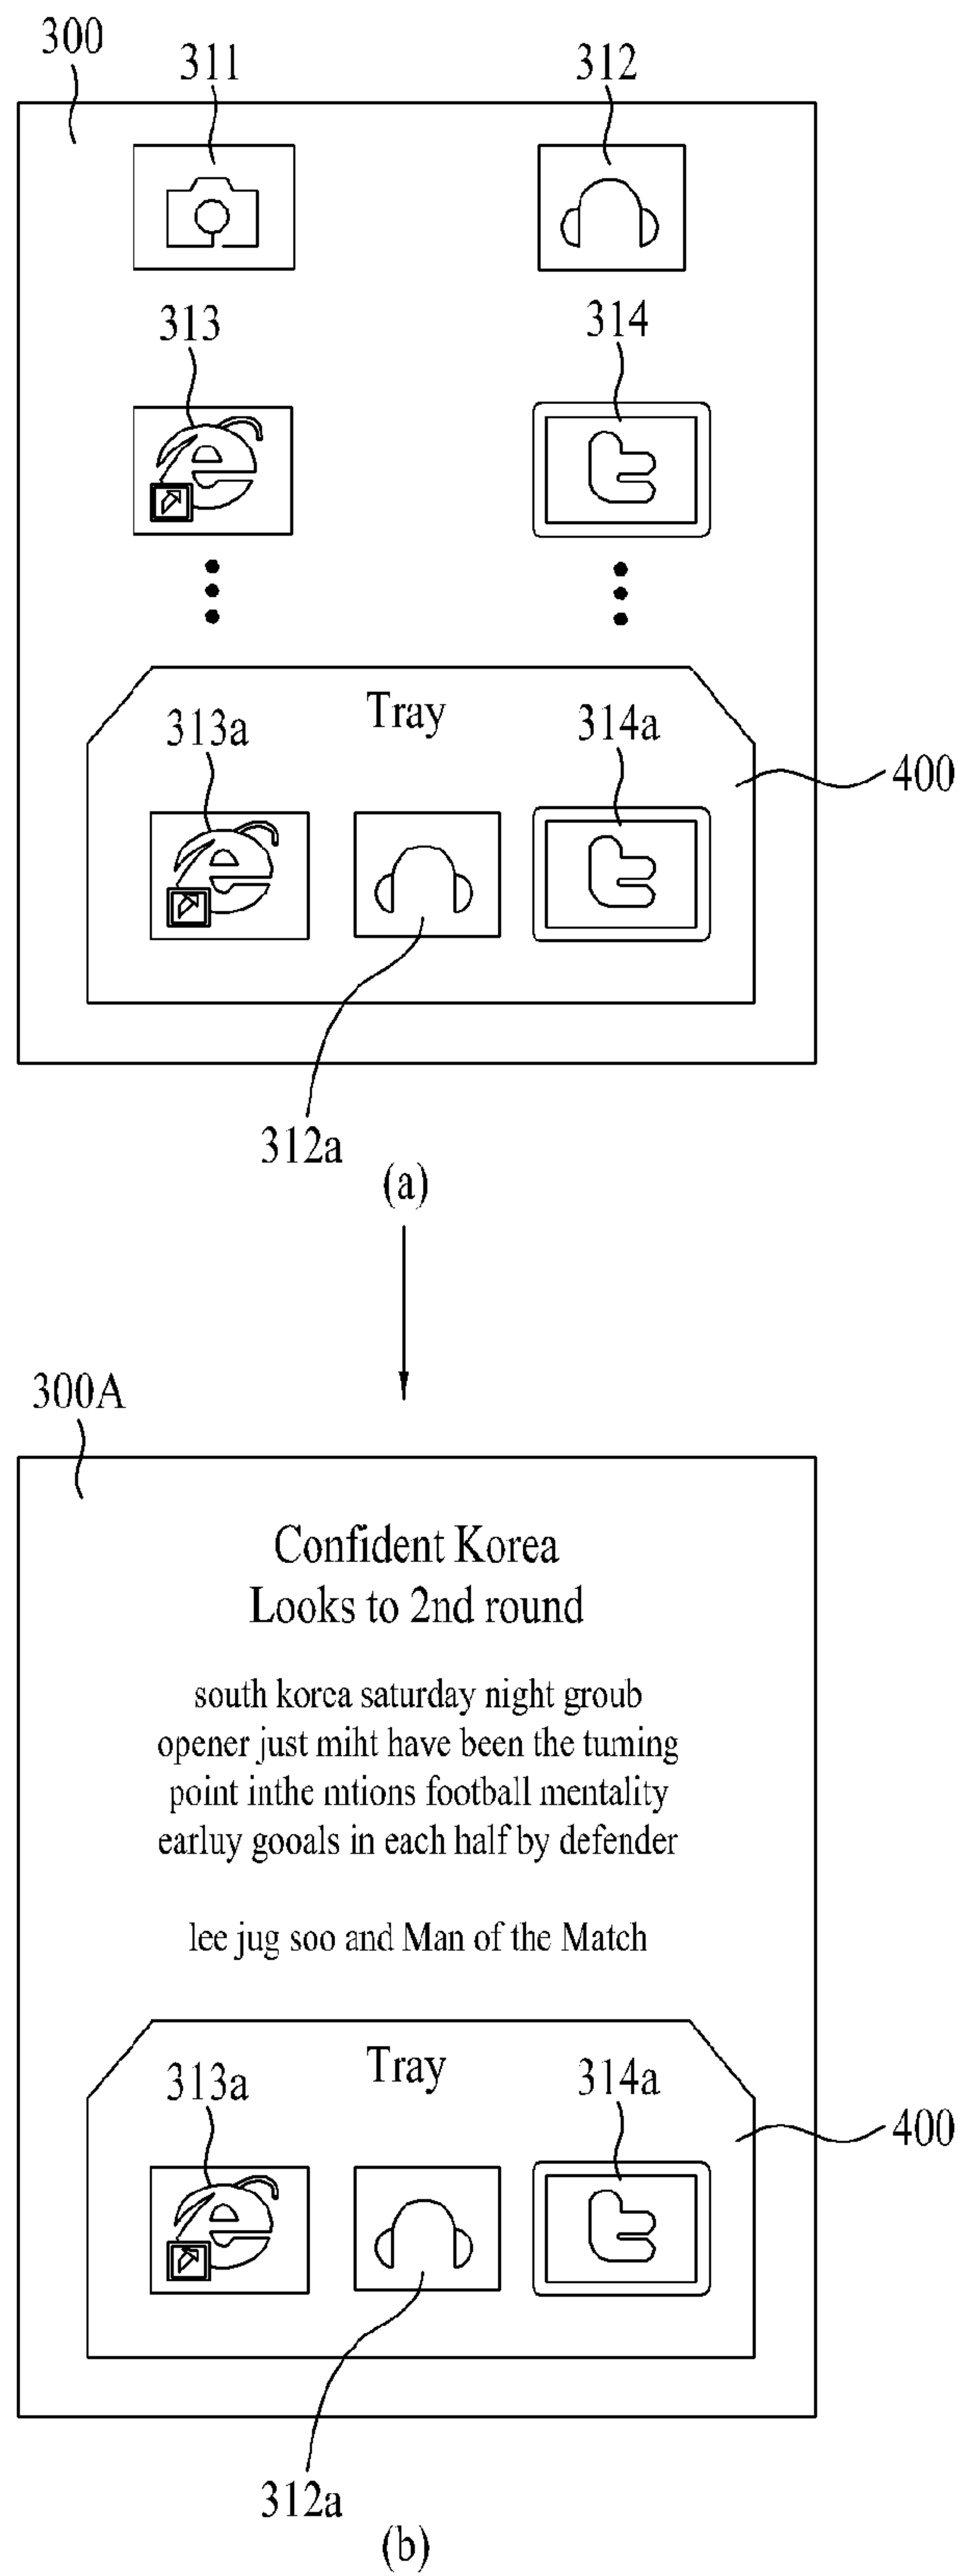 300
311
312
313
314
Tray
313a
314a
400
312a
(a)
300A
Confident Korea
Looks to 2nd round
south korea saturday night groub
opener just miht have been the tuming
point inthe mtions football mentality
earluy gooals in each half by defender
lee jug soo and Man of the Match
Tray
313a
314a
400
312a
(b)